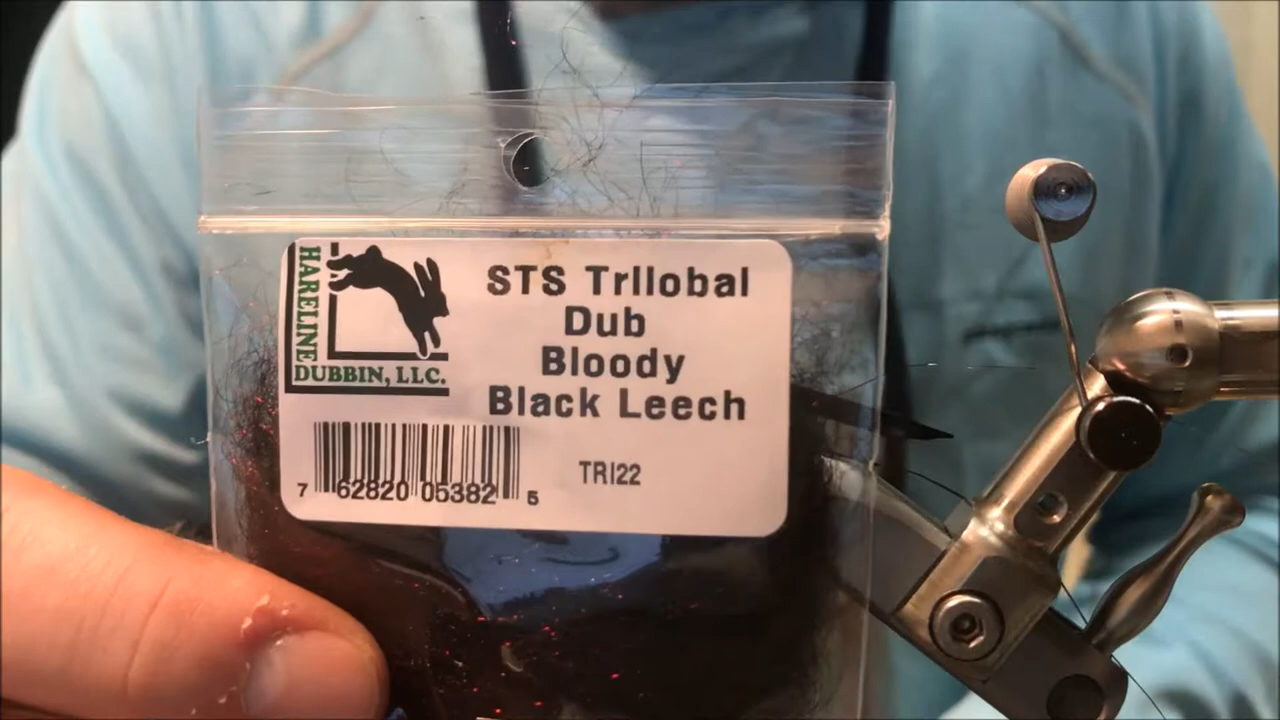 HARELINE
DUBBIN, LLC.
STS Trilobal
Dub
Bloody
Black Leech
TRI22
7 62820 05382 5